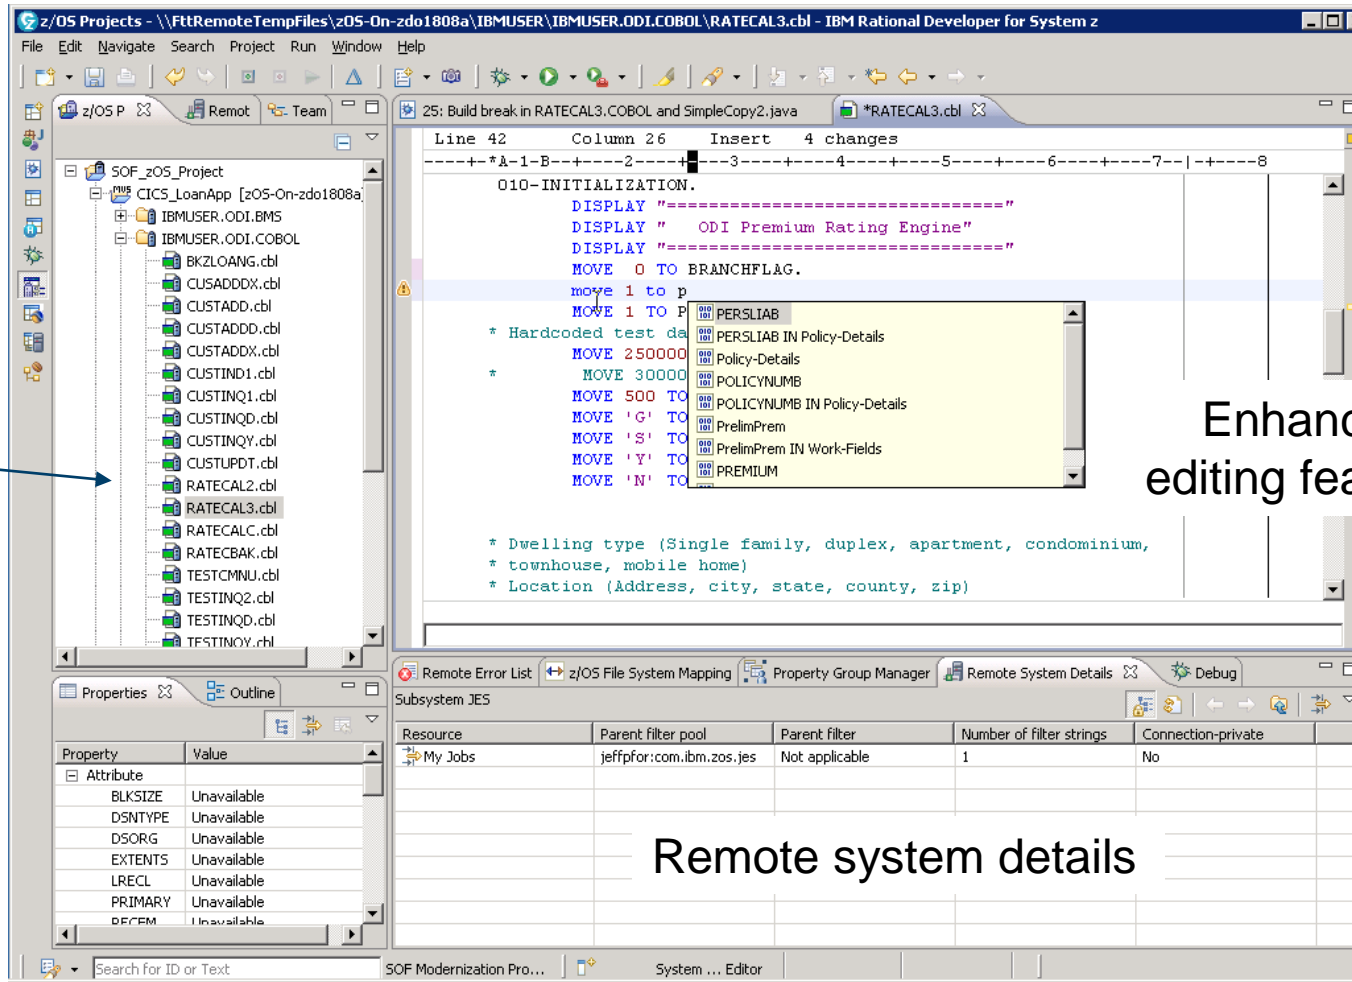 z/OS Projects - \\FttRemoteTempFiles\zOS-On-zdo1808a\IBMUSER\IBMUSER.ODI.COBOL\RATECAL3.cbl - IBM Rational Developer for System z
File Edit Navigate Search Project Run Window Help
z/OS P Remot Team
25: Build break in RATECAL3.COBOL and SimpleCopy2.java *RATECAL3.cbl
SOF_zOS_Project
CICS_LoanApp [zOS-On-zdo1808a]
IBMUSER.ODI.BMS
IBMUSER.ODI.COBOL
BKZLOANG.cbl
CUSADDDX.cbl
CUSTADD.cbl
CUSTADDD.cbl
CUSTADDX.cbl
CUSTIND1.cbl
CUSTINQ1.cbl
CUSTINQD.cbl
CUSTINQY.cbl
CUSTUPDT.cbl
RATECAL2.cbl
RATECAL3.cbl
RATECALC.cbl
RATECBAK.cbl
TESTCMNU.cbl
TESTINQ2.cbl
TESTINQD.cbl
TESTINQY.cbl
Line 42 Column 26 Insert 4 changes
----+-*A-1-B--+----2----+----3----+----4----+----5----+----6----+----7--|-+----8
010-INITIALIZATION.
DISPLAY "================================"
DISPLAY " ODI Premium Rating Engine"
DISPLAY "================================"
MOVE 0 TO BRANCHFLAG.
move 1 to p
MOVE 1 TO P
* Hardcoded test da
MOVE 250000
* MOVE 30000
MOVE 500 TO
MOVE 'G' TO
MOVE 'S' TO
MOVE 'Y' TO
MOVE 'N' TO
PERSLIAB
PERSLIAB IN Policy-Details
Policy-Details
POLICYNUMB
POLICYNUMB IN Policy-Details
PrelimPrem
PrelimPrem IN Work-Fields
PREMIUM
* Dwelling type (Single family, duplex, apartment, condominium,
* townhouse, mobile home)
* Location (Address, city, state, county, zip)
Enhanc
editing fea
Properties Outline
Property Value
Attribute
BLKSIZE Unavailable
DSNTYPE Unavailable
DSORG Unavailable
EXTENTS Unavailable
LRECL Unavailable
PRIMARY Unavailable
RECFM Unavailable
Remote Error List z/OS File System Mapping Property Group Manager Remote System Details Debug
Subsystem JES
Resource Parent filter pool Parent filter Number of filter strings Connection-private
My Jobs jeffpfor:com.ibm.zos.jes Not applicable 1 No
Remote system details
Search for ID or Text SOF Modernization Pro... System ... Editor